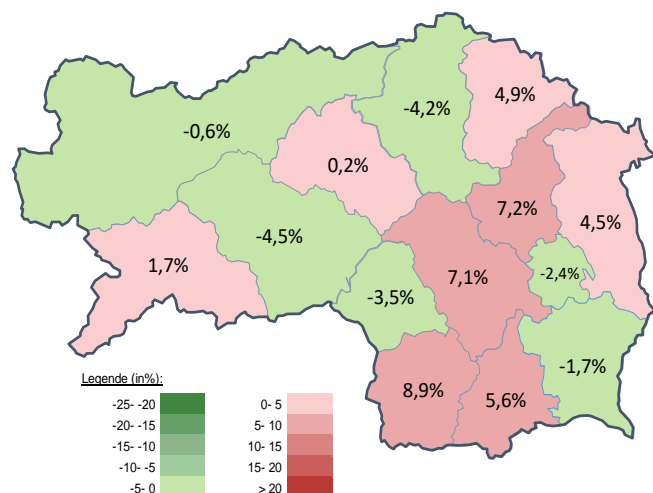 4,9%
-4,2%
-0,6%
0,2%
7,2%
4,5%
-4,5%
1,7%
7,1%
-2,4%
-3,5%
-1,7%
8,9%
5,6%
Legende (in%):
-25- -20 0- 5
-20- -15 5- 10
-15- -10 10- 15
-10- -5 15- 20
-5- 0 > 20